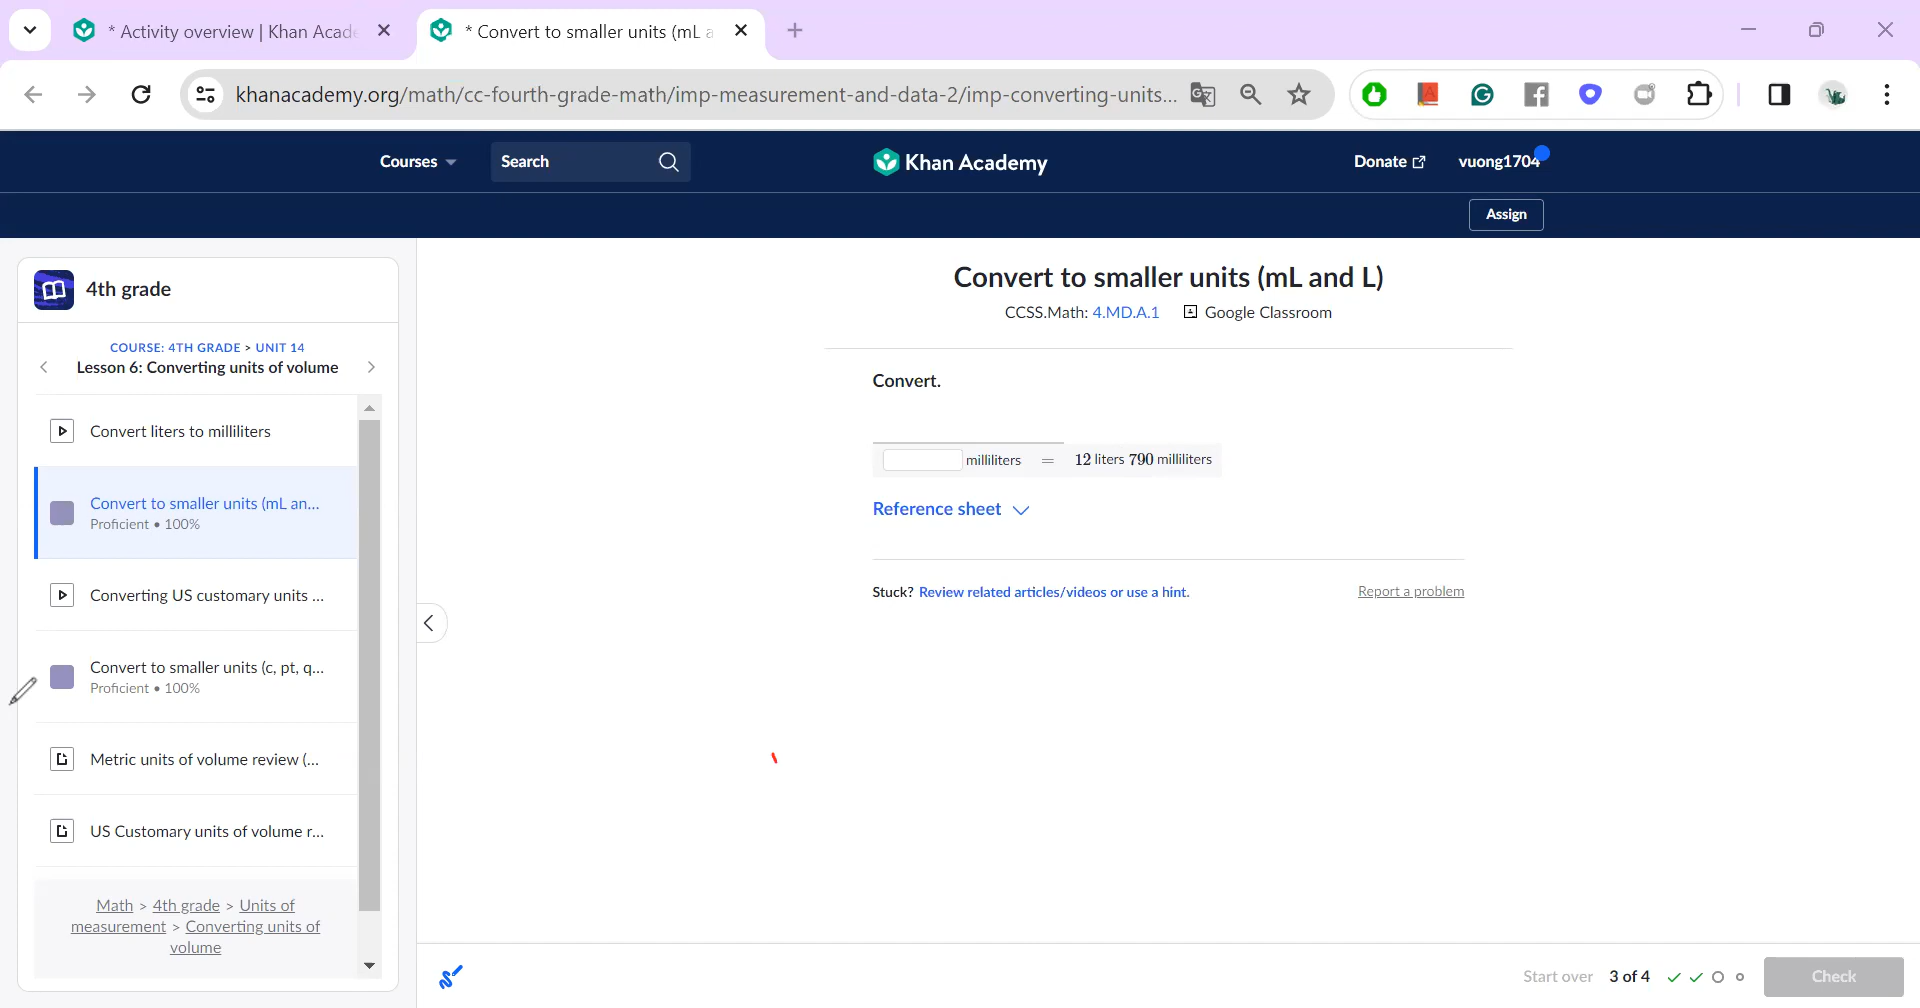 * Activity overview | Khan Acade
* Convert to smaller units (mL a
khanacademy.org/math/cc-fourth-grade-math/imp-measurement-and-data-2/imp-converting-units...
Courses
Search
Khan Academy
Donate
vuong1704
Assign
4th grade
COURSE: 4TH GRADE > UNIT 14
Lesson 6: Converting units of volume
Convert liters to milliliters
Convert to smaller units (mL an...
Proficient • 100%
Converting US customary units ...
Convert to smaller units (c, pt, q...
Proficient • 100%
Metric units of volume review (...
US Customary units of volume r...
Math > 4th grade > Units of
measurement > Converting units of
volume
Convert to smaller units (mL and L)
CCSS.Math: 4.MD.A.1 Google Classroom
Convert.
milliliters = 12 liters 790 milliliters
Reference sheet
Stuck? Review related articles/videos or use a hint.
Report a problem
Start over 3 of 4
Check